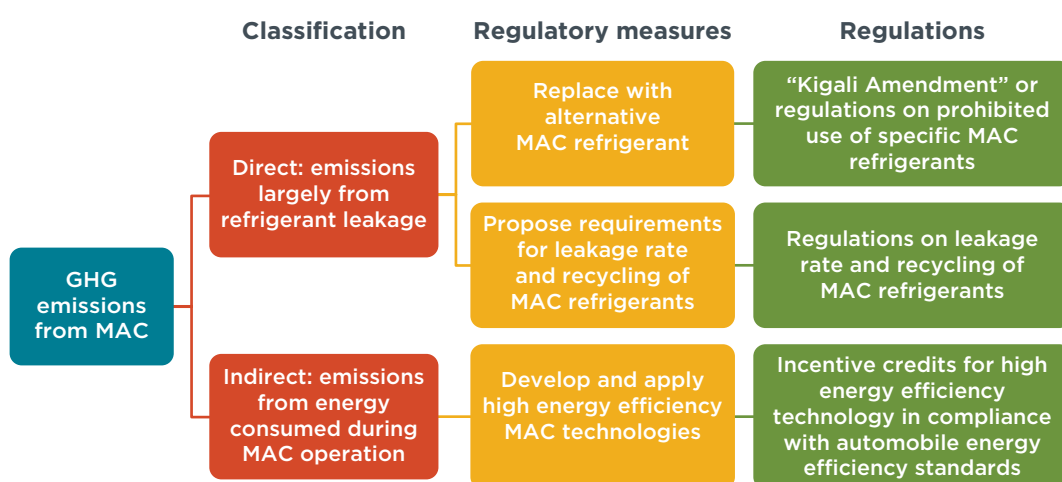 Classification
Regulatory measures
Regulations
GHG
emissions
from MAC
Direct: emissions
largely from
refrigerant leakage
Replace with
alternative
MAC refrigerant
“Kigali Amendment” or
regulations on prohibited
use of specific MAC
refrigerants
Propose requirements
for leakage rate
and recycling of
MAC refrigerants
Regulations on leakage
rate and recycling of
MAC refrigerants
Indirect: emissions
from energy
consumed during
MAC operation
Develop and apply
high energy efficiency
MAC technologies
Incentive credits for high
energy efficiency
technology in compliance
with automobile energy
efficiency standards